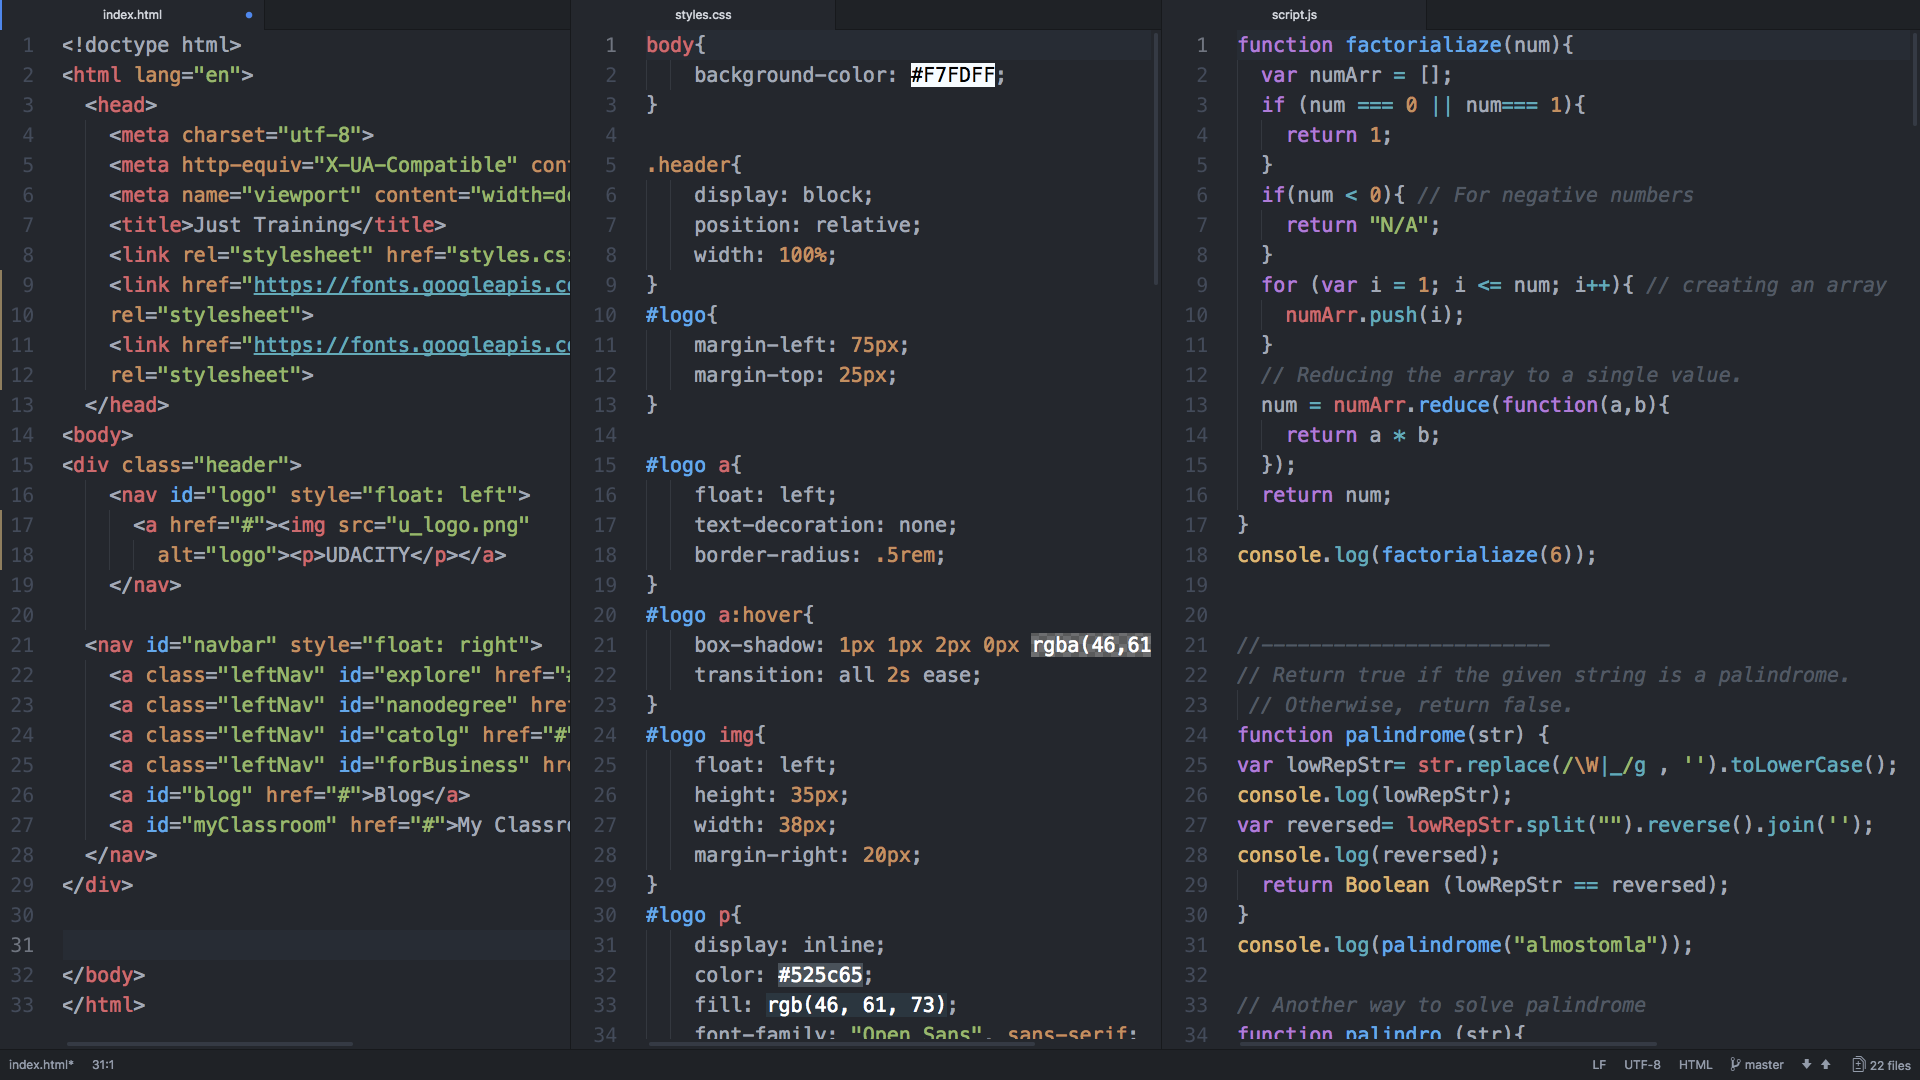 index.html
1 <!doctype html>
2 <html lang="en">
3 <head>
4 <meta charset="utf-8">
5 <meta http-equiv="X-UA-Compatible" con
6 <meta name="viewport" content="width=d
7 <title>Just Training</title>
8 <link rel="stylesheet" href="styles.cs
9 <link href="https://fonts.googleapis.c
10 rel="stylesheet">
11 <link href="https://fonts.googleapis.c
12 rel="stylesheet">
13 </head>
14 <body>
15 <div class="header">
16 <nav id="logo" style="float: left">
17 <a href="#"><img src="u_logo.png"
18 alt="logo"><p>UDACITY</p></a>
19 </nav>
20
21 <nav id="navbar" style="float: right">
22 <a class="leftNav" id="explore" href="#
23 <a class="leftNav" id="nanodegree" hre
24 <a class="leftNav" id="catolg" href="#"
25 <a class="leftNav" id="forBusiness" hr
26 <a id="blog" href="#">Blog</a>
27 <a id="myClassroom" href="#">My Classr
28 </nav>
29 </div>
30
31
32 </body>
33 </html>
styles.css
1 body{
2 background-color: #F7FDFF;
3 }
4
5 .header{
6 display: block;
7 position: relative;
8 width: 100%;
9 }
10 #logo{
11 margin-left: 75px;
12 margin-top: 25px;
13 }
14
15 #logo a{
16 float: left;
17 text-decoration: none;
18 border-radius: .5rem;
19 }
20 #logo a:hover{
21 box-shadow: 1px 1px 2px 0px rgba(46,61
22 transition: all 2s ease;
23 }
24 #logo img{
25 float: left;
26 height: 35px;
27 width: 38px;
28 margin-right: 20px;
29 }
30 #logo p{
31 display: inline;
32 color: #525c65;
33 fill: rgb(46, 61, 73);
34 font-family: "Open Sans", sans-serif;
script.js
1 function factorialiaze(num){
2 var numArr = [];
3 if (num === 0 || num=== 1){
4 return 1;
5 }
6 if(num < 0){ // For negative numbers
7 return "N/A";
8 }
9 for (var i = 1; i <= num; i++){ // creating an array
10 numArr.push(i);
11 }
12 // Reducing the array to a single value.
13 num = numArr.reduce(function(a,b){
14 return a * b;
15 });
16 return num;
17 }
18 console.log(factorialiaze(6));
19
20
21 //------------------------
22 // Return true if the given string is a palindrome.
23 // Otherwise, return false.
24 function palindrome(str) {
25 var lowRepStr= str.replace(/\W|_/g , '').toLowerCase();
26 console.log(lowRepStr);
27 var reversed= lowRepStr.split("").reverse().join('');
28 console.log(reversed);
29 return Boolean (lowRepStr == reversed);
30 }
31 console.log(palindrome("almostomla"));
32
33 // Another way to solve palindrome
34 function palindro (str){
index.html* 31:1 LF UTF-8 HTML master 22 files